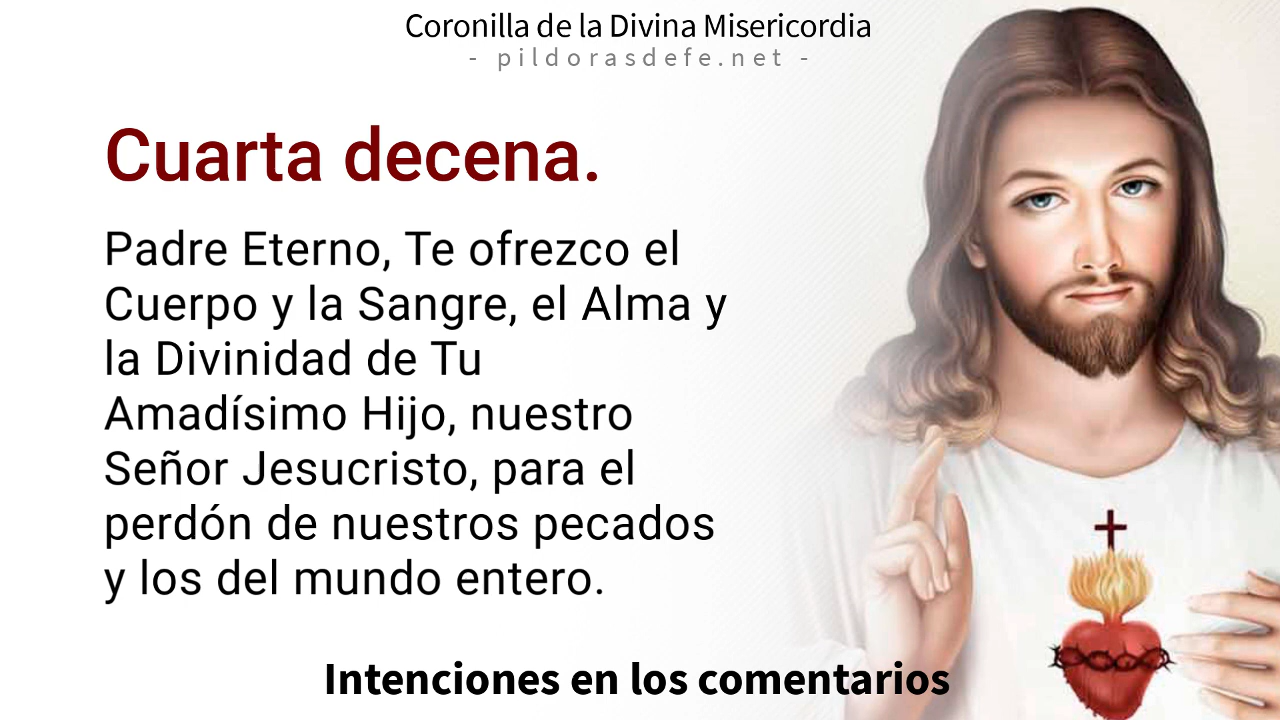 Coronilla de la Divina Misericordia
- pildorasdefe.net -
Cuarta decena.
Padre Eterno, Te ofrezco el
Cuerpo y la Sangre, el Alma y
la Divinidad de Tu
Amadísimo Hijo, nuestro
Señor Jesucristo, para el
perdón de nuestros pecados
y los del mundo entero.
Intenciones en los comentarios